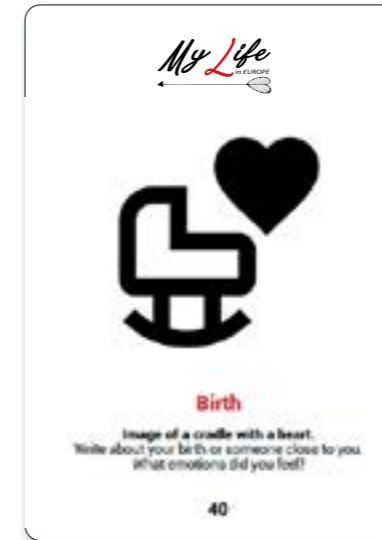 My Life
in EUROPE
Birth
Image of a cradle with a heart.
Write about your birth or someone close to you.
What emotions did you feel?
40